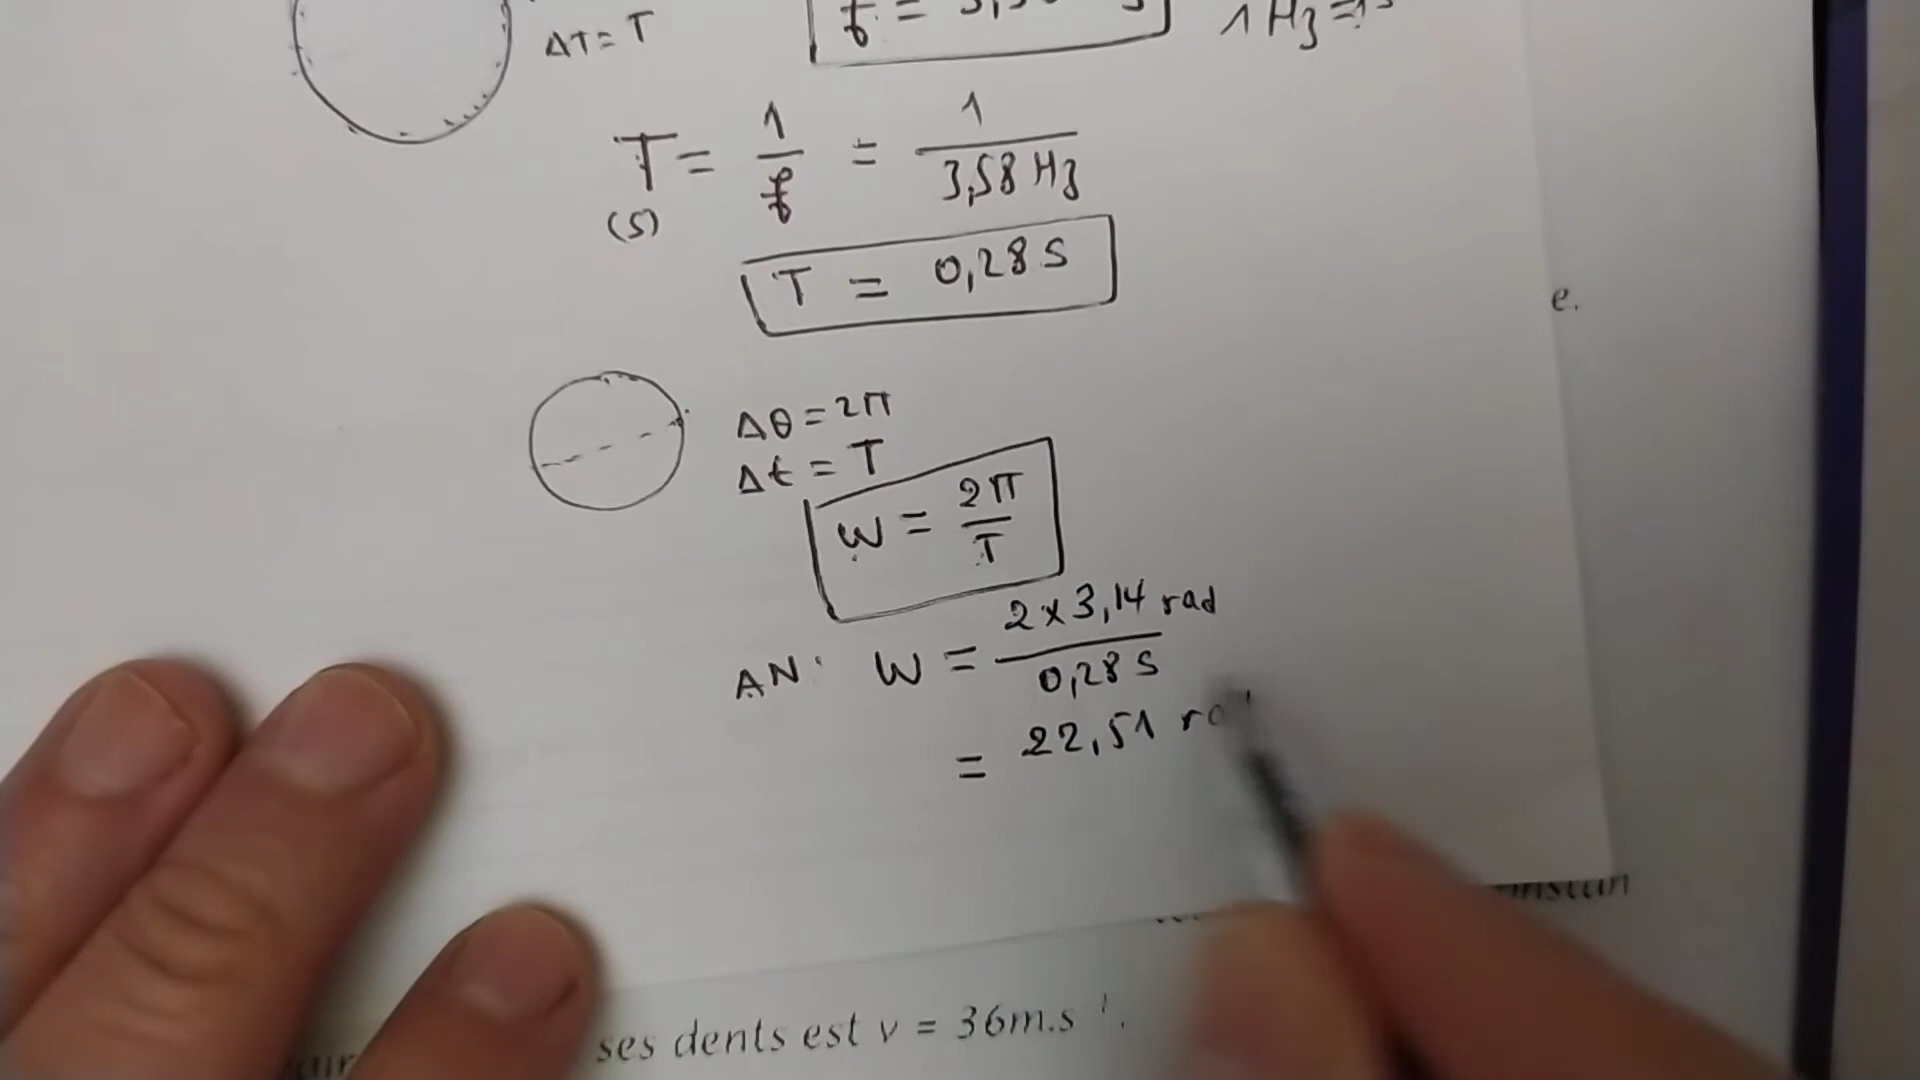 ΔT = T
1 Hz =
T = 1/f = 1/3,58 Hz
(s)
T = 0,28 s
e.
Δθ = 2π
Δt = T
W = 2π/T
AN: W = 2 x 3,14 rad/0,28 s
= 22,51
ses dents est v = 36m.s